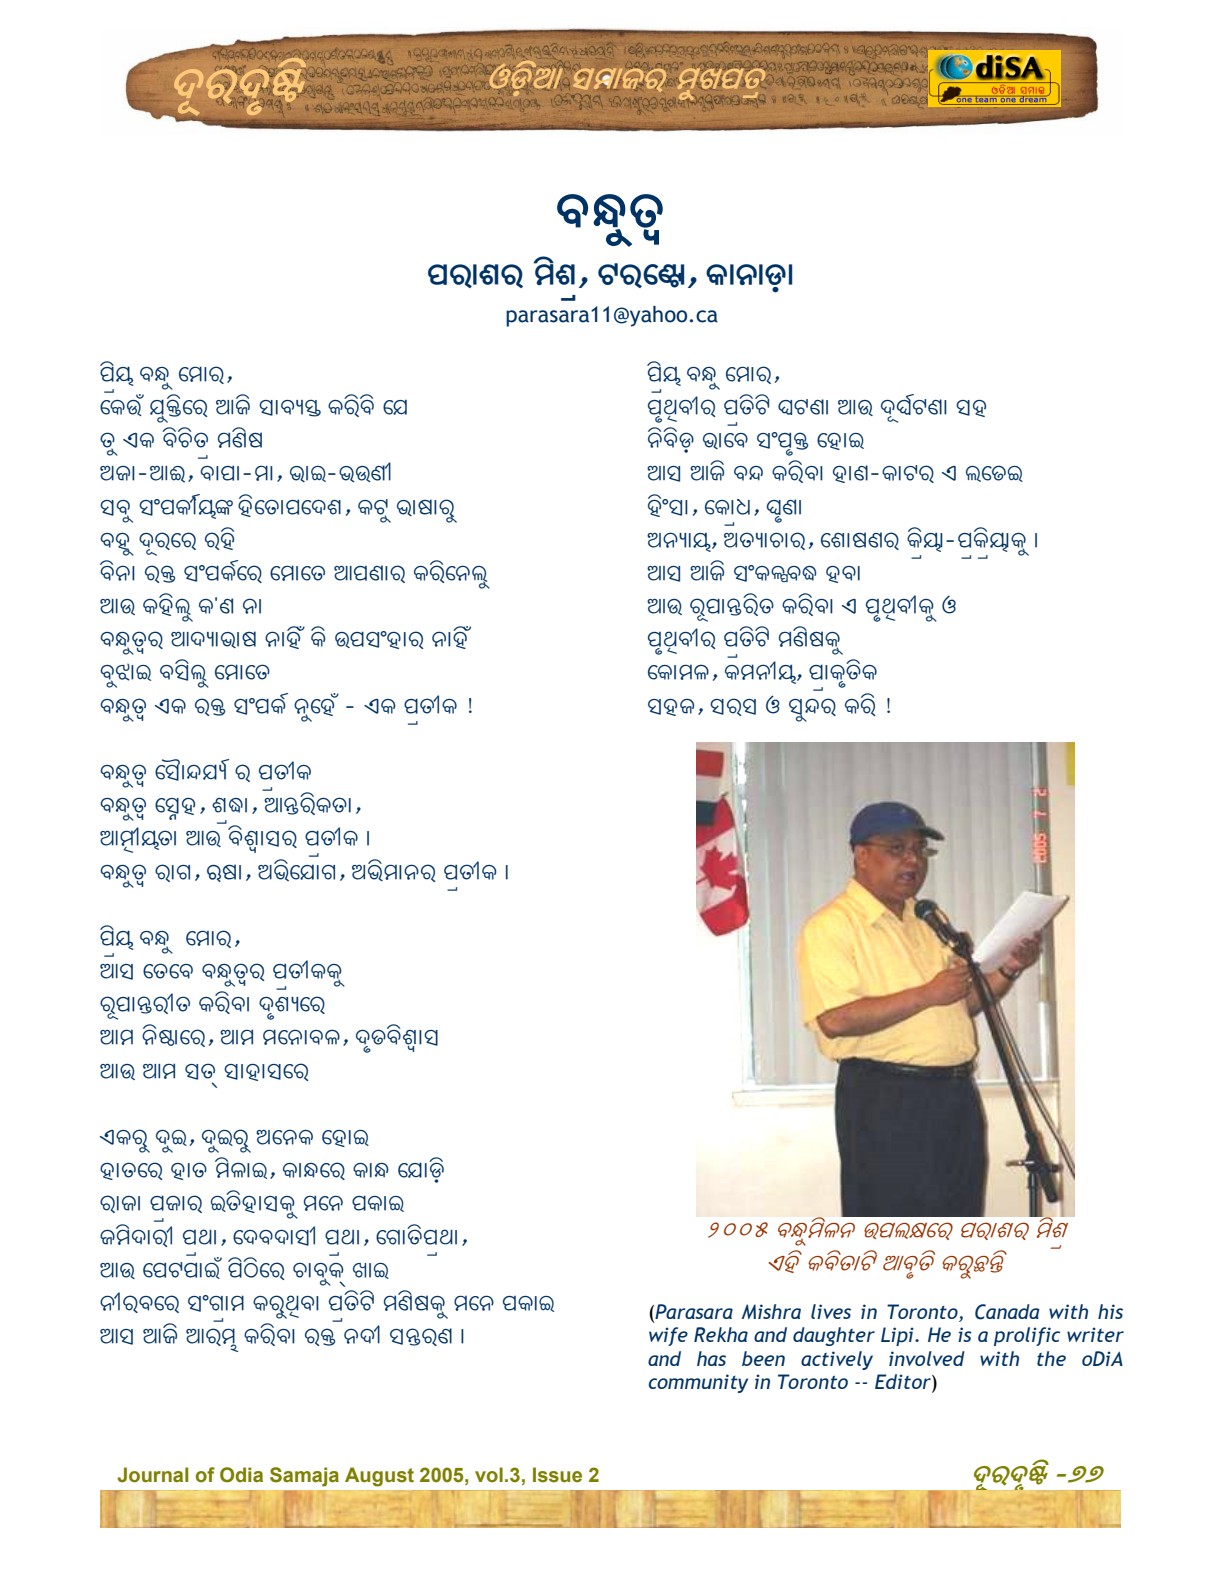 ଦୂରଦୃଷ୍ଟି
ଓଡ଼ିଆ ସମାଜର ମୁଖପତ୍ର
diSA
ଓଡ଼ିଆ ସମାଜ
one team one dream
ବନ୍ଧୁତ୍ୱ
ପରାଶର ମିଶ୍ର, ଟରଣ୍ଟୋ, କାନାଡ଼ା
parasara11@yahoo.ca
ପ୍ରିୟ ବନ୍ଧୁ ମୋର,
କେଉଁ ଯୁକ୍ତିରେ ଆଜି ସାବ୍ୟସ୍ତ କରିବି ଯେ
ତୁ ଏକ ବିଚିତ୍ର ମଣିଷ
ଅଜା-ଆଈ, ବାପା-ମା, ଭାଇ-ଭଉଣୀ
ସବୁ ସଂପର୍କୀୟଙ୍କ ହିତୋପଦେଶ, କଟୁ ଭାଷାରୁ
ବହୁ ଦୂରରେ ରହି
ବିନା ରକ୍ତ ସଂପର୍କରେ ମୋତେ ଆପଣାର କରିନେଲୁ
ଆଉ କହିଲୁ କ'ଣ ନା
ବନ୍ଧୁତ୍ୱର ଆଦ୍ୟାଭାଷ ନାହିଁ କି ଉପସଂହାର ନାହିଁ
ବୁଝାଇ ବସିଲୁ ମୋତେ
ବନ୍ଧୁତ୍ୱ ଏକ ରକ୍ତ ସଂପର୍କ ନୁହେଁ - ଏକ ପ୍ରତୀକ !

ବନ୍ଧୁତ୍ୱ ସୌନ୍ଦର୍ଯ୍ୟ ର ପ୍ରତୀକ
ବନ୍ଧୁତ୍ୱ ସ୍ନେହ, ଶ୍ରଦ୍ଧା, ଆନ୍ତରିକତା,
ଆତ୍ମୀୟତା ଆଉ ବିଶ୍ୱାସର ପ୍ରତୀକ ।
ବନ୍ଧୁତ୍ୱ ରାଗ, ଋଷା, ଅଭିଯୋଗ, ଅଭିମାନର ପ୍ରତୀକ ।

ପ୍ରିୟ ବନ୍ଧୁ ମୋର,
ଆସ ତେବେ ବନ୍ଧୁତ୍ୱର ପ୍ରତୀକକୁ
ରୂପାନ୍ତରୀତ କରିବା ଦୃଶ୍ୟରେ
ଆମ ନିଷ୍ଠାରେ, ଆମ ମନୋବଳ, ଦୃଢବିଶ୍ୱାସ
ଆଉ ଆମ ସତ୍ ସାହାସରେ

ଏକରୁ ଦୁଇ, ଦୁଇରୁ ଅନେକ ହୋଇ
ହାତରେ ହାତ ମିଳାଇ, କାନ୍ଧରେ କାନ୍ଧ ଯୋଡ଼ି
ରାଜା ପ୍ରଜାର ଇତିହାସକୁ ମନେ ପକାଇ
ଜମିଦାରୀ ପ୍ରଥା, ଦେବଦାସୀ ପ୍ରଥା, ଗୋତିପ୍ରଥା,
ଆଉ ପେଟପାଇଁ ପିଠିରେ ଚାବୁକ୍ ଖାଇ
ନୀରବରେ ସଂଗ୍ରାମ କରୁଥିବା ପ୍ରତିଟି ମଣିଷକୁ ମନେ ପକାଇ
ଆସ ଆଜି ଆରମ୍ଭ କରିବା ରକ୍ତ ନଦୀ ସନ୍ତରଣ ।

ପ୍ରିୟ ବନ୍ଧୁ ମୋର,
ପୃଥିବୀର ପ୍ରତିଟି ଘଟଣା ଆଉ ଦୂର୍ଘଟଣା ସହ
ନିବିଡ଼ ଭାବେ ସଂପୃକ୍ତ ହୋଇ
ଆସ ଆଜି ବନ୍ଦ କରିବା ହାଣ-କାଟର ଏ ଲଢେଇ
ହିଂସା, କ୍ରୋଧ, ଘୃଣା
ଅନ୍ୟାୟ, ଅତ୍ୟାଚାର, ଶୋଷଣର କ୍ରିୟା-ପ୍ରକ୍ରିୟାକୁ ।
ଆସ ଆଜି ସଂକଳ୍ପବଦ୍ଧ ହବା
ଆଉ ରୂପାନ୍ତରିତ କରିବା ଏ ପୃଥିବୀକୁ ଓ
ପୃଥିବୀର ପ୍ରତିଟି ମଣିଷକୁ
କୋମଳ, କମନୀୟ, ପ୍ରାକୃତିକ
ସହଜ, ସରସ ଓ ସୁନ୍ଦର କରି !
2005 7 2
୨୦୦୫ ବନ୍ଧୁମିଳନ ଉପଲକ୍ଷରେ ପରାଶର ମିଶ୍ର
ଏହି କବିତାଟି ଆବୃତି କରୁଛନ୍ତି
(Parasara Mishra lives in Toronto, Canada with his
wife Rekha and daughter Lipi. He is a prolific writer
and has been actively involved with the oDiA
community in Toronto -- Editor)
Journal of Odia Samaja August 2005, vol.3, Issue 2
ଦୂରଦୃଷ୍ଟି -୭୭